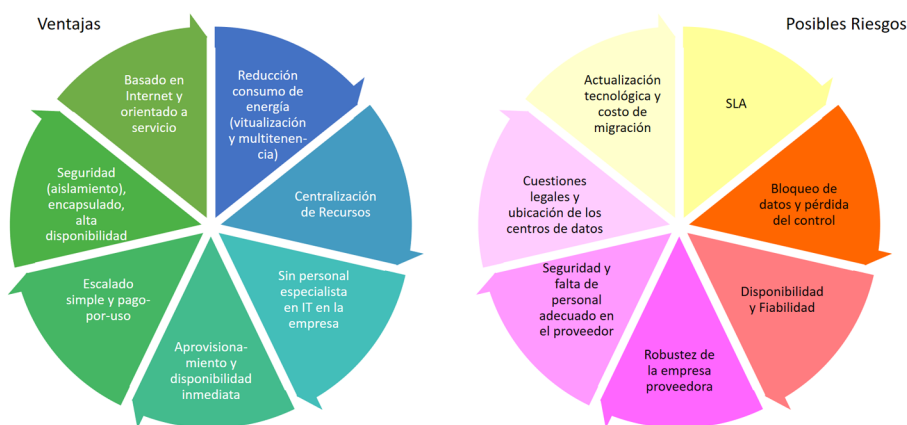 Ventajas
Reducción
consumo de
energía
(vitualización
y multitenen-
cia)
Centralización
de Recursos
Sin personal
especialista
en IT en la
empresa
Aprovisiona-
miento y
disponibilidad
inmediata
Escalado
simple y pago-
por-uso
Seguridad
(aislamiento),
encapsulado,
alta
disponibilidad
Basado en
Internet y
orientado a
servicio
Posibles Riesgos
SLA
Bloqueo de
datos y pérdida
del control
Disponibilidad
y Fiabilidad
Robustez de
la empresa
proveedora
Seguridad y
falta de
personal
adecuado en
el proveedor
Cuestiones
legales y
ubicación de los
centros de datos
Actualización
tecnológica y
costo de
migración